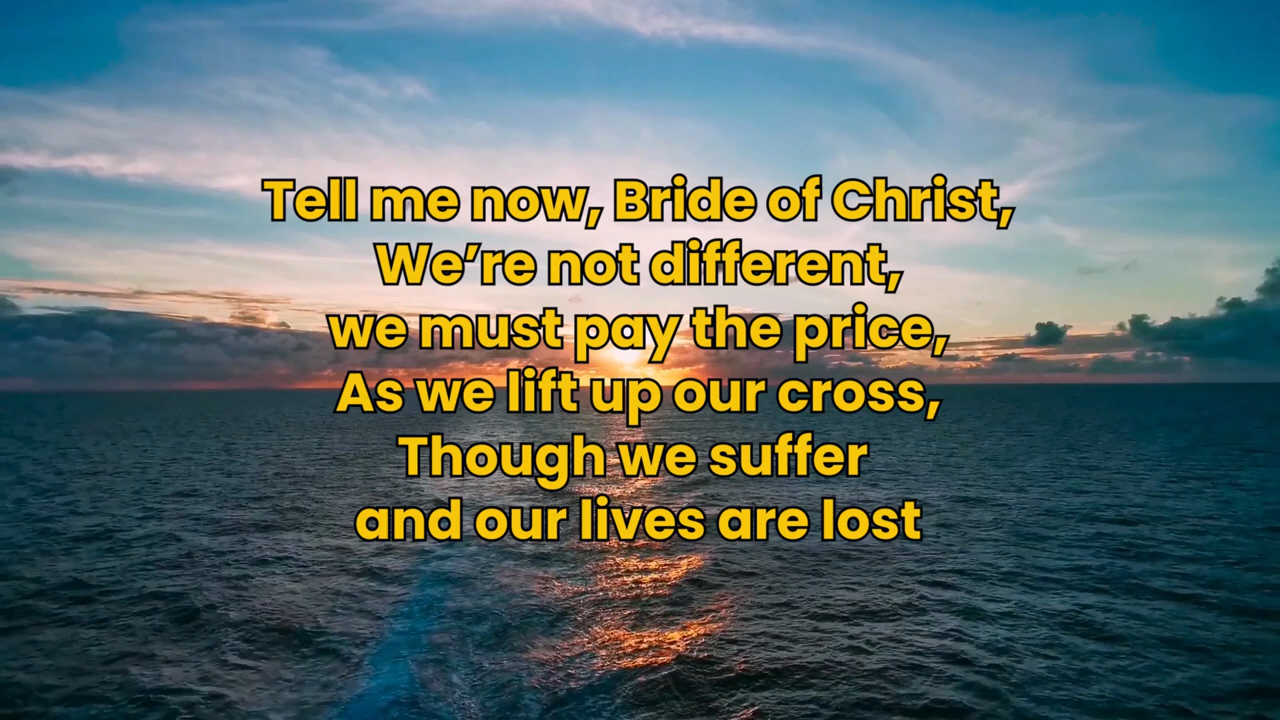 Tell me now, Bride of Christ,
We’re not different,
we must pay the price,
As we lift up our cross,
Though we suffer
and our lives are lost